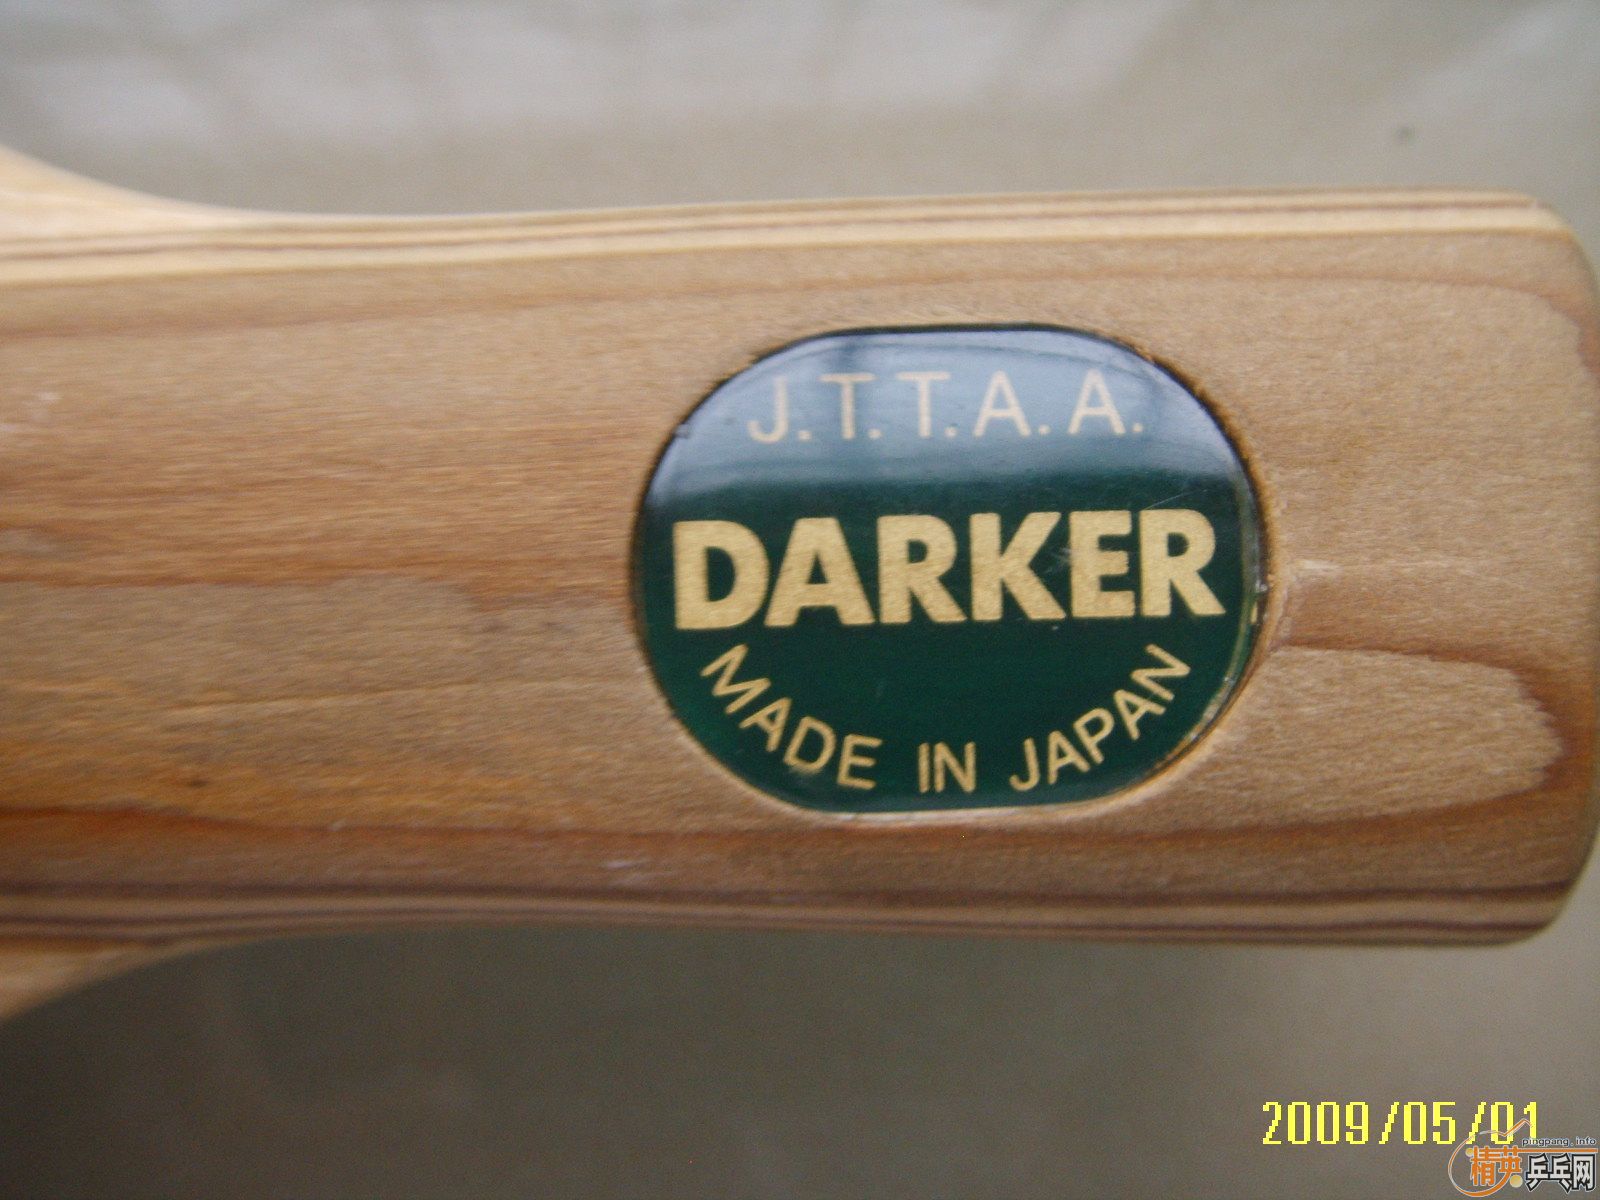 J.T.T.A.A.
DARKER
MADE IN JAPAN
2009/05/01
pingpang.info
精英乒乓网